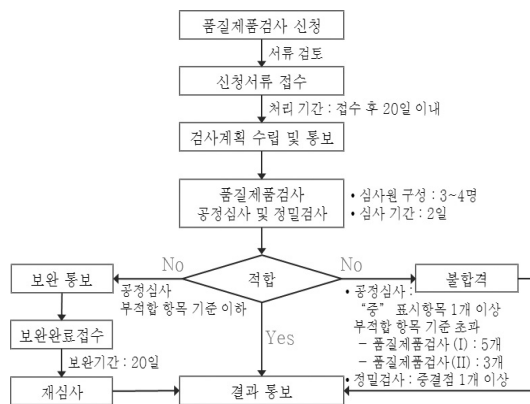 품질제품검사 신청
서류 검토
신청서류 접수
처리 기간 : 접수 후 20일 이내
검사계획 수립 및 통보
품질제품검사
공정심사 및 정밀검사
• 심사원 구성 : 3~4명
• 심사 기간 : 2일
No
적합
No
보완 통보
불합격
공정심사
부적합 항목 기준 이하
Yes
• 공정심사 :
“중” 표시항목 1개 이상
부적합 항목 기준 초과
- 품질제품검사(I) : 5개
- 품질제품검사(II) : 3개
• 정밀검사 : 중결점 1개 이상
보완완료접수
보완기간 : 20일
재심사
결과 통보